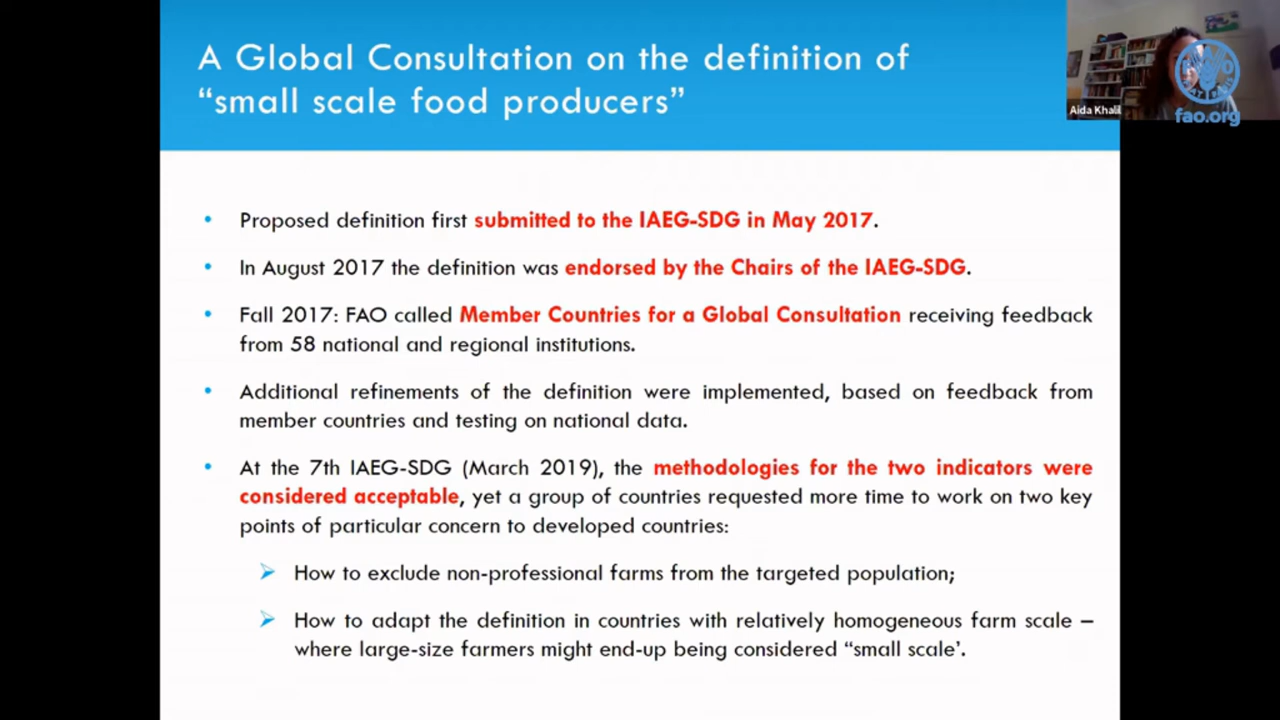 A Global Consultation on the definition of
“small scale food producers”
Aida Khalil
fao.org
• Proposed definition first submitted to the IAEG-SDG in May 2017.
• In August 2017 the definition was endorsed by the Chairs of the IAEG-SDG.
• Fall 2017: FAO called Member Countries for a Global Consultation receiving feedback
from 58 national and regional institutions.
• Additional refinements of the definition were implemented, based on feedback from
member countries and testing on national data.
• At the 7th IAEG-SDG (March 2019), the methodologies for the two indicators were
considered acceptable, yet a group of countries requested more time to work on two key
points of particular concern to developed countries:
➢ How to exclude non-professional farms from the targeted population;
➢ How to adapt the definition in countries with relatively homogeneous farm scale –
where large-size farmers might end-up being considered “small scale’.